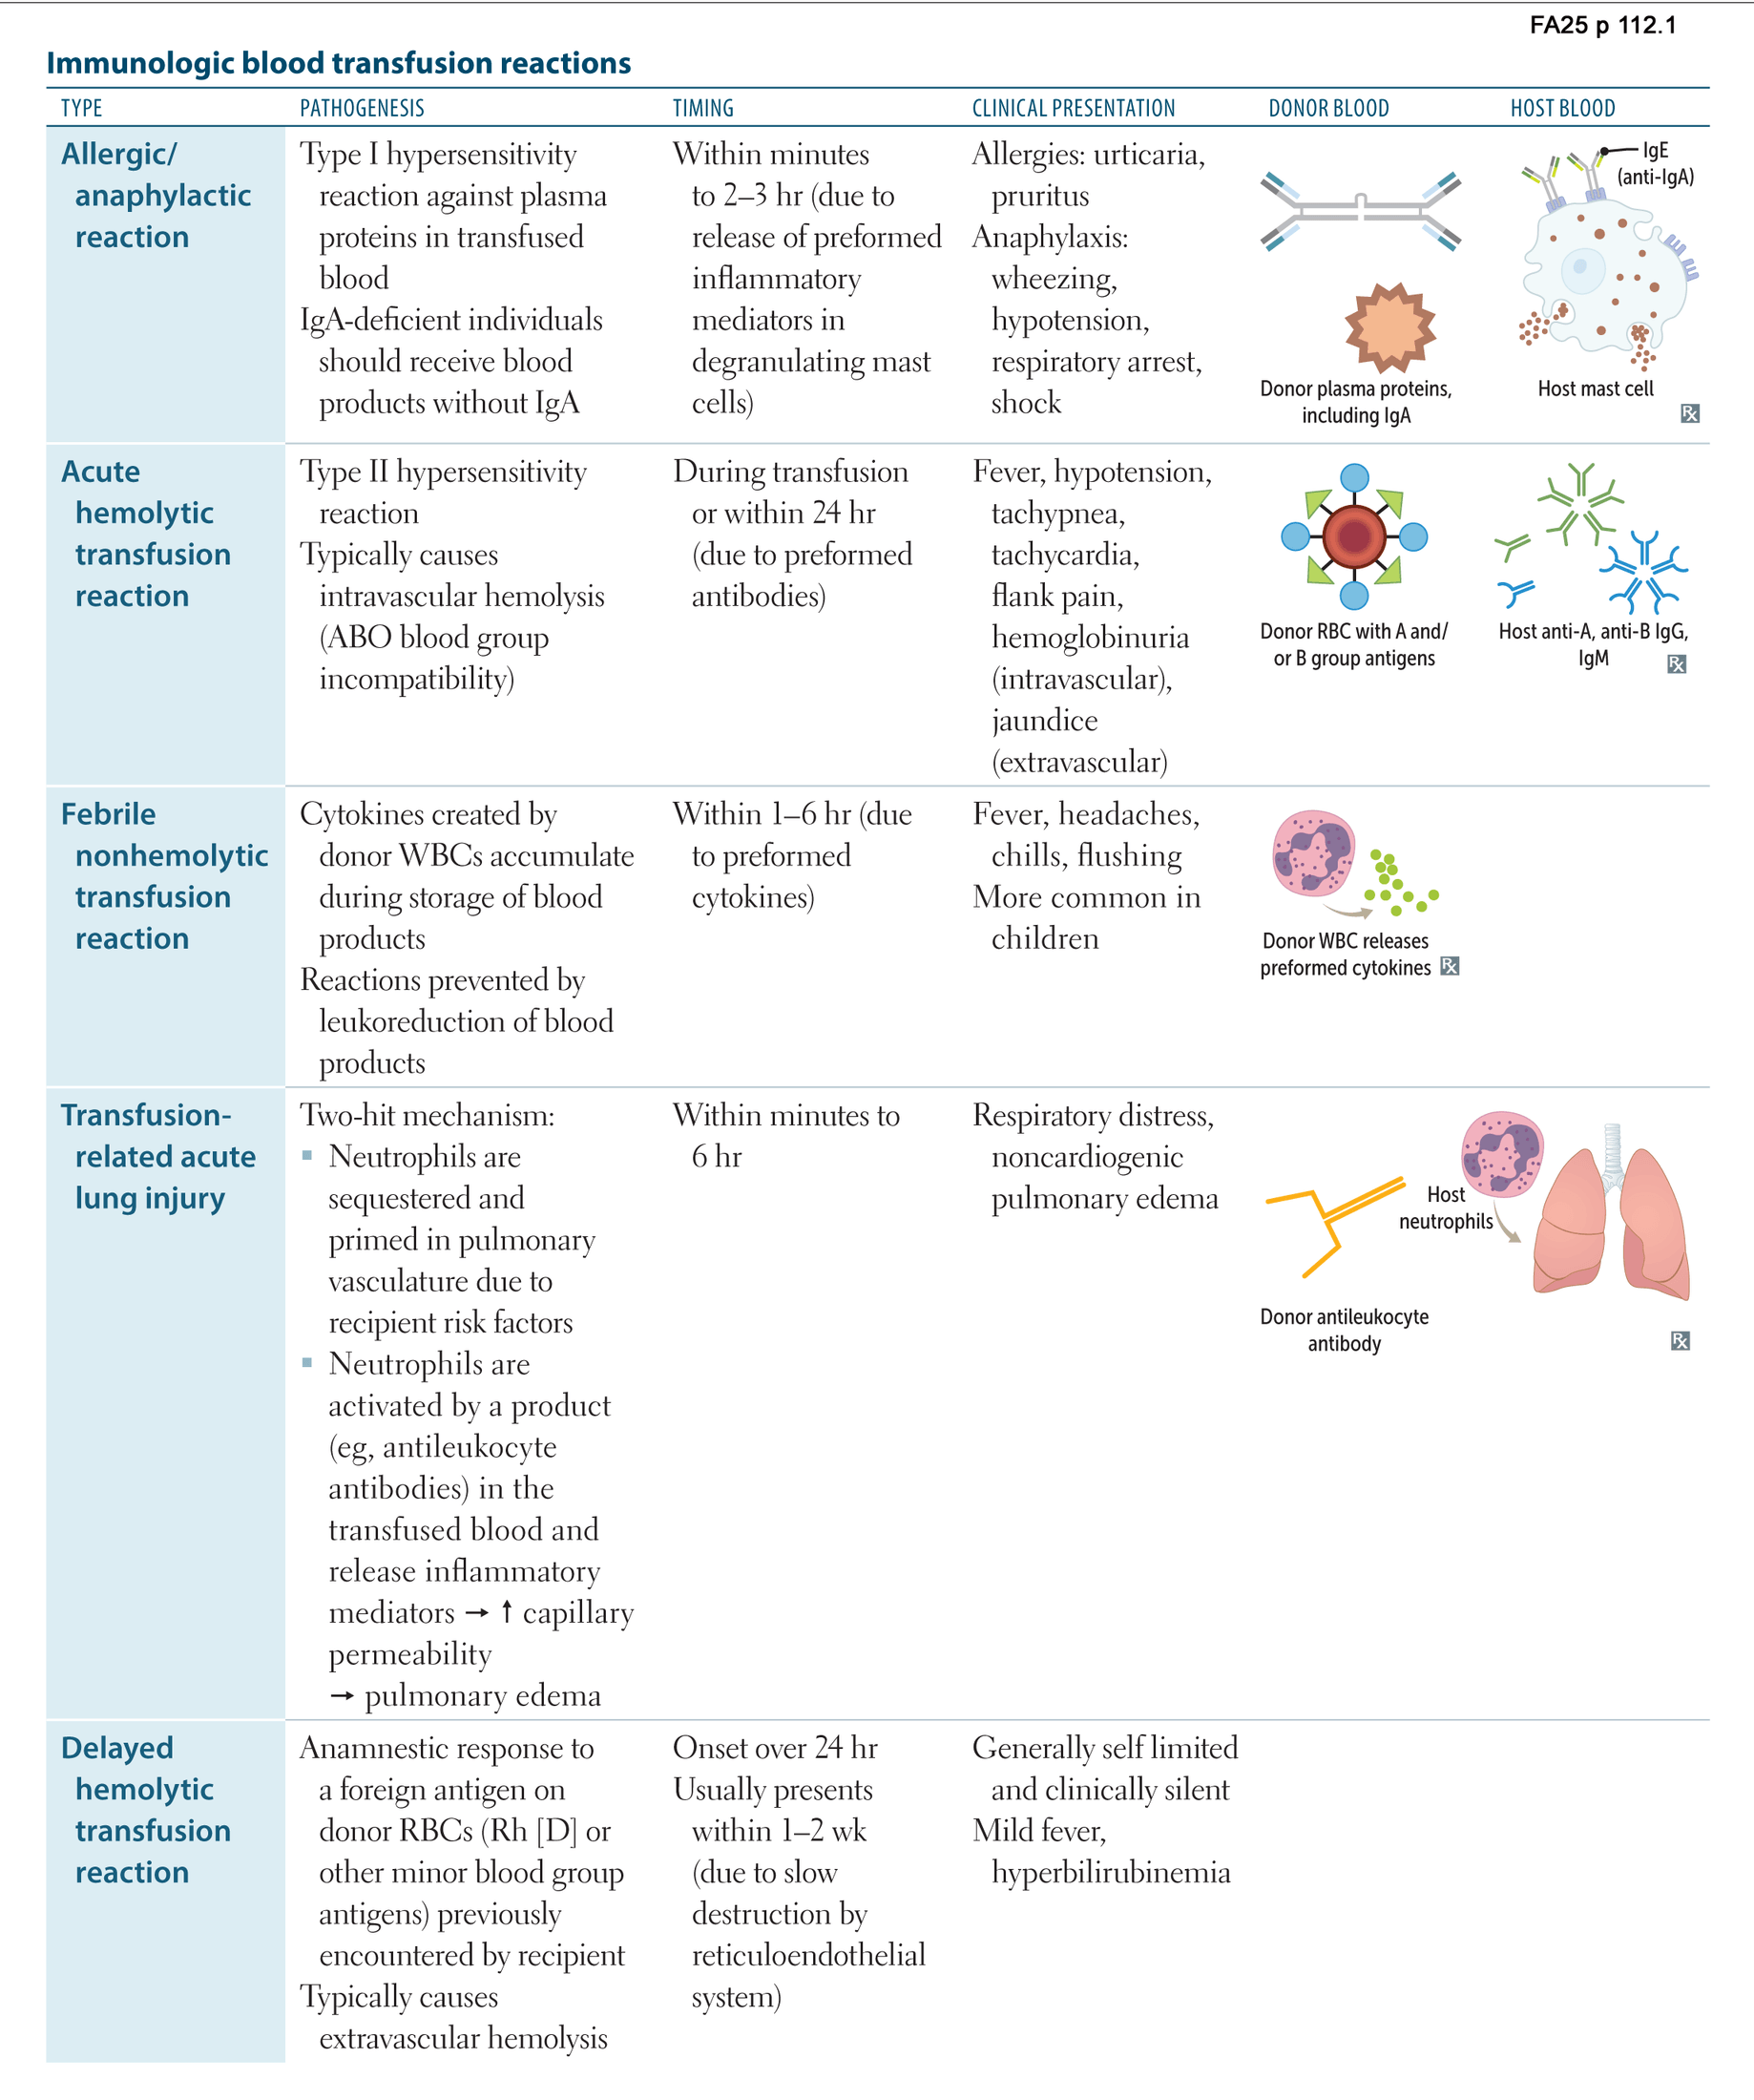 FA25 p 112.1
Immunologic blood transfusion reactions
TYPE
PATHOGENESIS
TIMING
CLINICAL PRESENTATION
DONOR BLOOD
HOST BLOOD
Allergic/
anaphylactic
reaction
Type I hypersensitivity
reaction against plasma
proteins in transfused
blood
IgA-deficient individuals
should receive blood
products without IgA
Within minutes
to 2–3 hr (due to
release of preformed
inflammatory
mediators in
degranulating mast
cells)
Allergies: urticaria,
pruritus
Anaphylaxis:
wheezing,
hypotension,
respiratory arrest,
shock
Donor plasma proteins,
including IgA
IgE
(anti-IgA)
Host mast cell
Rx
Acute
hemolytic
transfusion
reaction
Type II hypersensitivity
reaction
Typically causes
intravascular hemolysis
(ABO blood group
incompatibility)
During transfusion
or within 24 hr
(due to preformed
antibodies)
Fever, hypotension,
tachypnea,
tachycardia,
flank pain,
hemoglobinuria
(intravascular),
jaundice
(extravascular)
Donor RBC with A and/
or B group antigens
Host anti-A, anti-B IgG,
IgM
Rx
Febrile
nonhemolytic
transfusion
reaction
Cytokines created by
donor WBCs accumulate
during storage of blood
products
Reactions prevented by
leukoreduction of blood
products
Within 1–6 hr (due
to preformed
cytokines)
Fever, headaches,
chills, flushing
More common in
children
Donor WBC releases
preformed cytokines Rx
Transfusion-
related acute
lung injury
Two-hit mechanism:
▪ Neutrophils are
sequestered and
primed in pulmonary
vasculature due to
recipient risk factors
▪ Neutrophils are
activated by a product
(eg, antileukocyte
antibodies) in the
transfused blood and
release inflammatory
mediators → ↑ capillary
permeability
→ pulmonary edema
Within minutes to
6 hr
Respiratory distress,
noncardiogenic
pulmonary edema
Donor antileukocyte
antibody
Host
neutrophils
Rx
Delayed
hemolytic
transfusion
reaction
Anamnestic response to
a foreign antigen on
donor RBCs (Rh [D] or
other minor blood group
antigens) previously
encountered by recipient
Typically causes
extravascular hemolysis
Onset over 24 hr
Usually presents
within 1–2 wk
(due to slow
destruction by
reticuloendothelial
system)
Generally self limited
and clinically silent
Mild fever,
hyperbilirubinemia